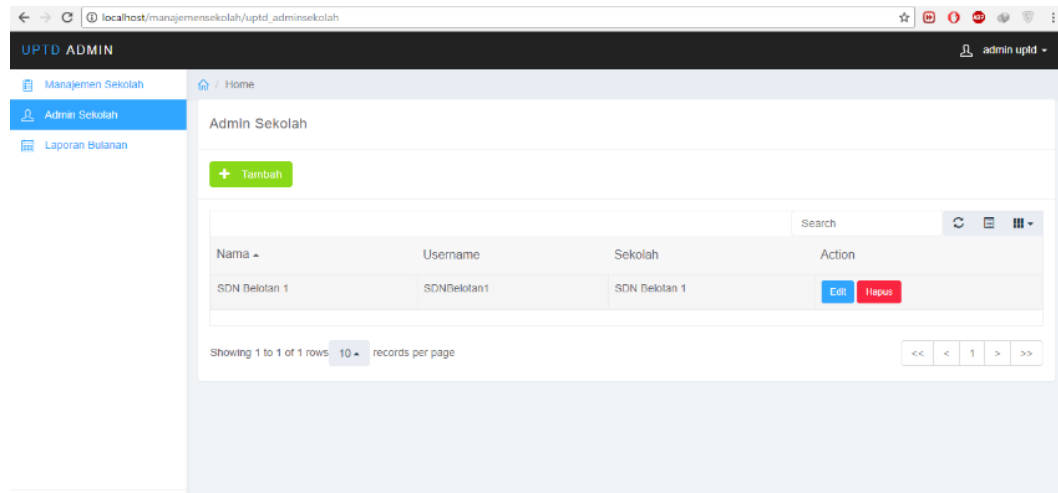 localhost/manajemensekolah/uptd_adminsekolah
UPTD ADMIN
admin uptd
Manajemen Sekolah
Admin Sekolah
Laporan Bulanan
/ Home
Admin Sekolah
+ Tambah
Search
Nama Username Sekolah Action
SDN Belotan 1 SDNBelotan1 SDN Belotan 1 Edit Hapus
Showing 1 to 1 of 1 rows 10 records per page
<< < 1 > >>